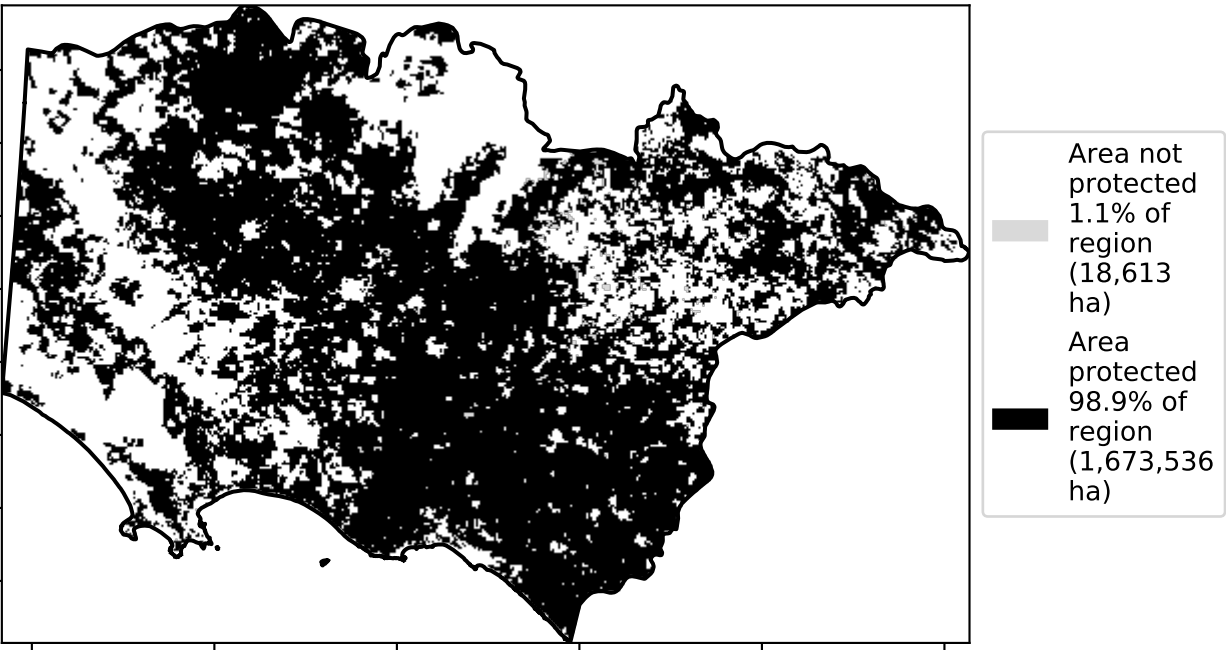 Area not
protected
1.1% of
region
(18,613
ha)
Area
protected
98.9% of
region
(1,673,536
ha)